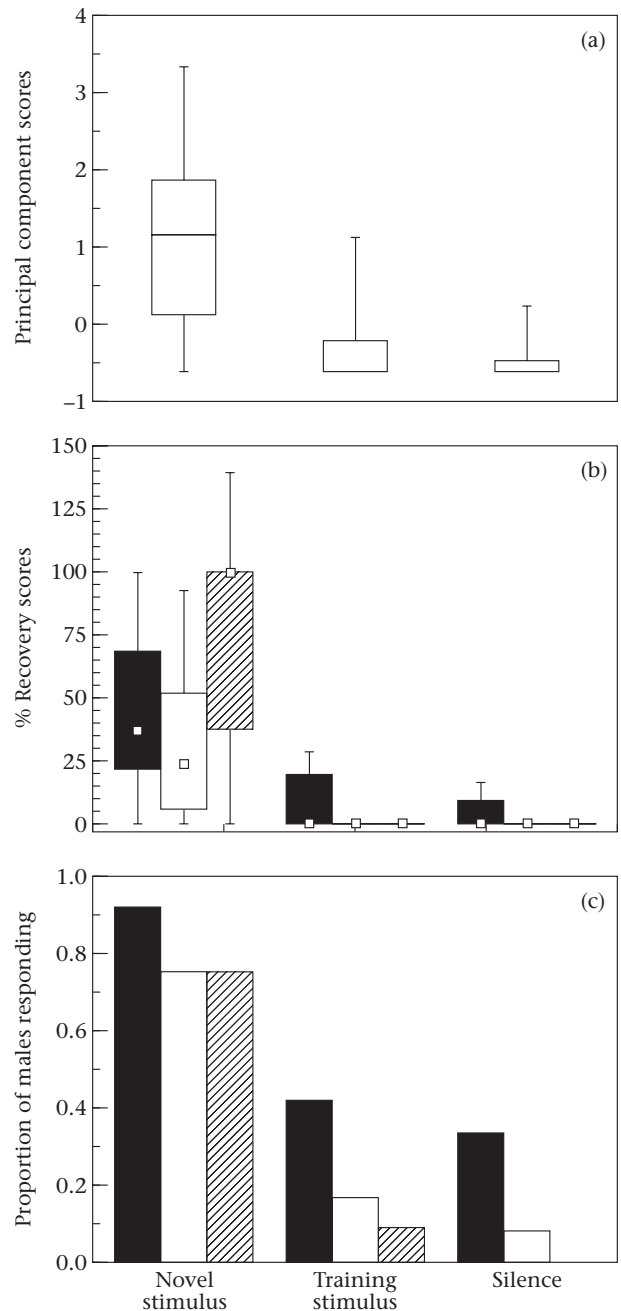 (a)
Principal component scores
4
3
2
1
0
–1
(b)
% Recovery scores
150
125
100
75
50
25
0
(c)
Proportion of males responding
1.0
0.8
0.6
0.4
0.2
0.0
Novel
stimulus
Training
stimulus
Silence